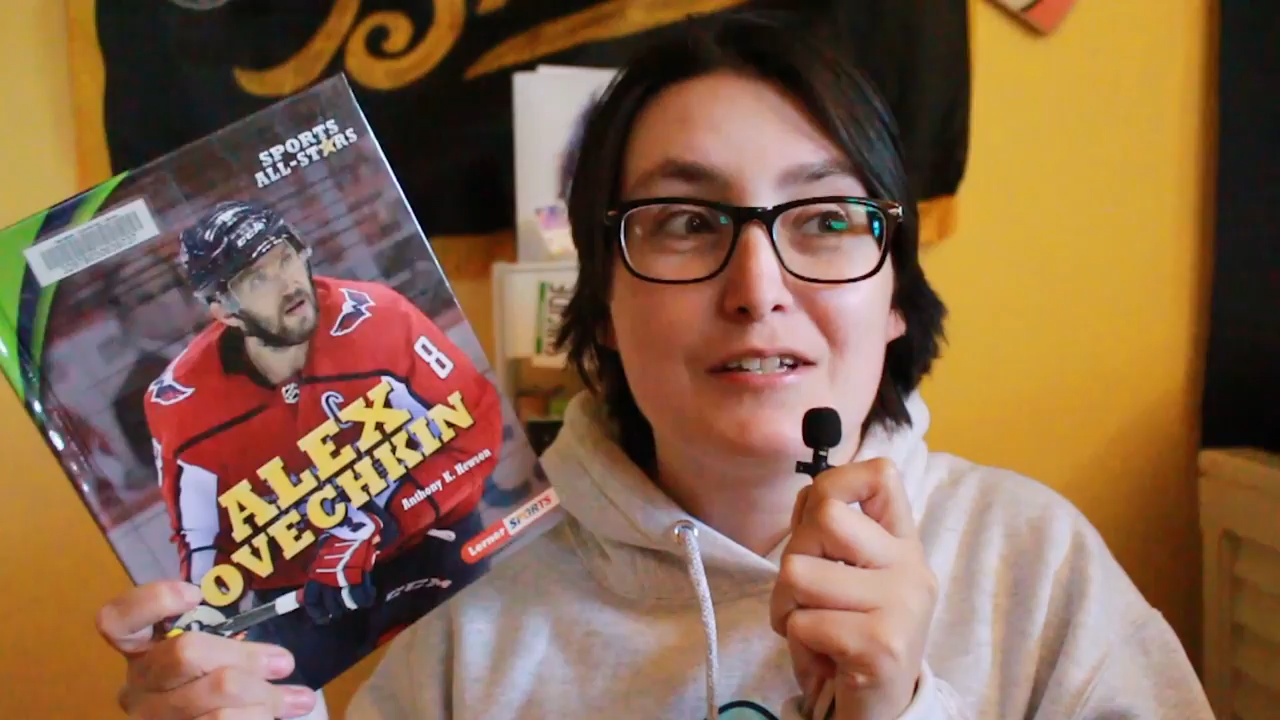 SPORTS
ALL-STARS
8
ALEX
OVECHKIN
Anthony K. Hewson
Lerner SPORTS
CCM